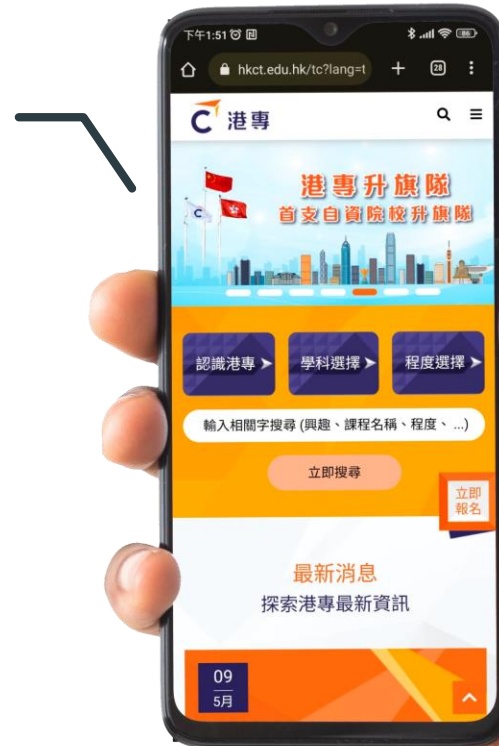 下午1:51
86
hkct.edu.hk/tc?lang=t
28
港專
港專升旗隊
首支自資院校升旗隊
認識港專
學科選擇
程度選擇
輸入相關字搜尋 (興趣、課程名稱、程度、 ...)
立即搜尋
立即
報名
最新消息
探索港專最新資訊
09
5月